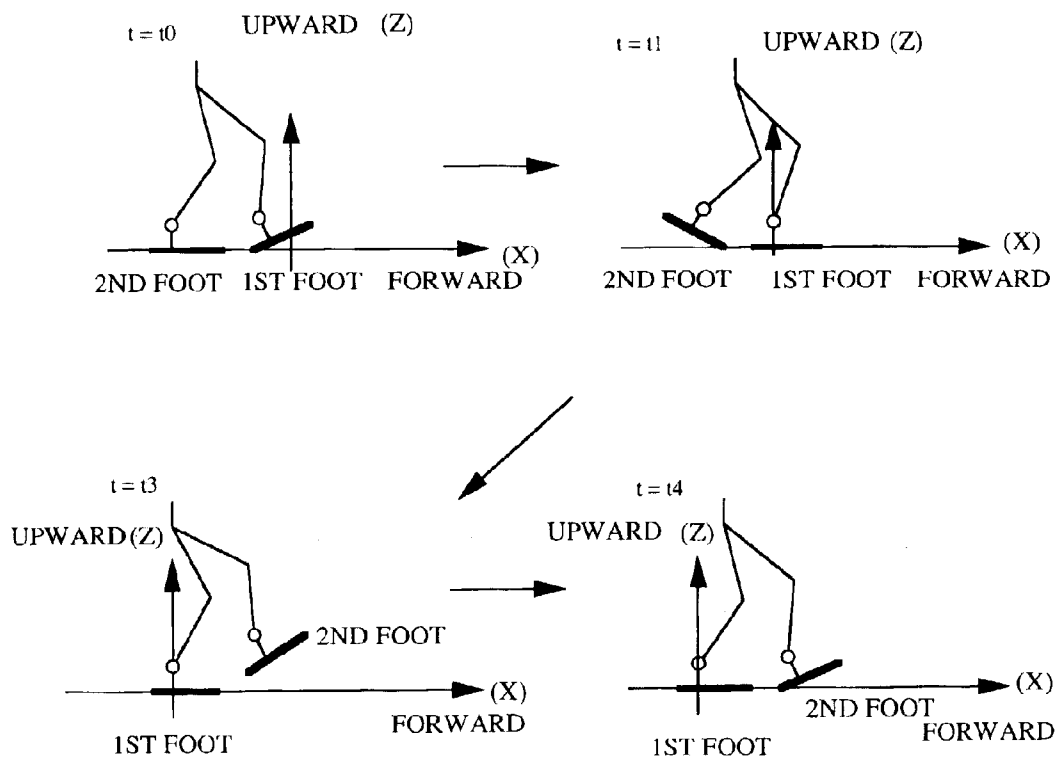 t = t0
UPWARD (Z)
(X)
2ND FOOT 1ST FOOT FORWARD
t = t1
UPWARD (Z)
(X)
2ND FOOT 1ST FOOT FORWARD
t = t3
UPWARD (Z)
2ND FOOT
(X)
FORWARD
1ST FOOT
t = t4
UPWARD (Z)
(X)
2ND FOOT
FORWARD
1ST FOOT